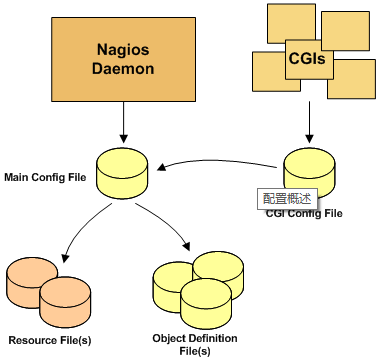 Nagios
Daemon
CGIs
Main Config File
配置概述
CGI Config File
Resource File(s)
Object Definition
File(s)